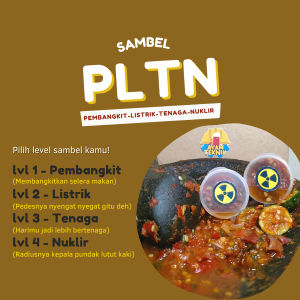 SAMBEL
PLTN
PEMBANGKIT-LISTRIK-TENAGA-NUKLIR
AYAM
Pilih level sambel kamu!
lvl 1 - Pembangkit
(Membangkitkan selera makan)
lvl 2 - Listrik
(Pedesnya nyengat nyegat gitu deh)
lvl 3 - Tenaga
(Harimu jadi lebih bertenaga)
lvl 4 - Nuklir
(Radiusnya kepala pundak lutut kaki)